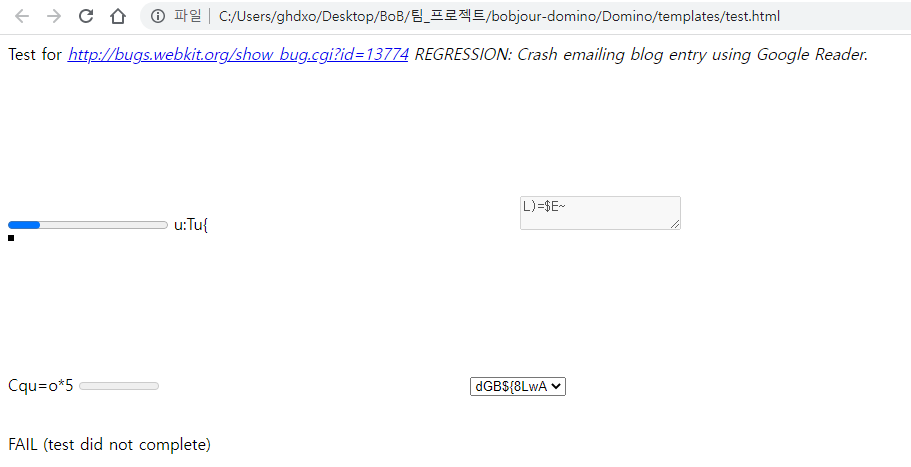 파일 C:/Users/ghdxo/Desktop/BoB/팀_프로젝트/bobjour-domino/Domino/templates/test.html
Test for http://bugs.webkit.org/show_bug.cgi?id=13774 REGRESSION: Crash emailing blog entry using Google Reader.
L)=$E~
u:Tu{
Cqu=o*5 dGB${8LwA
FAIL (test did not complete)